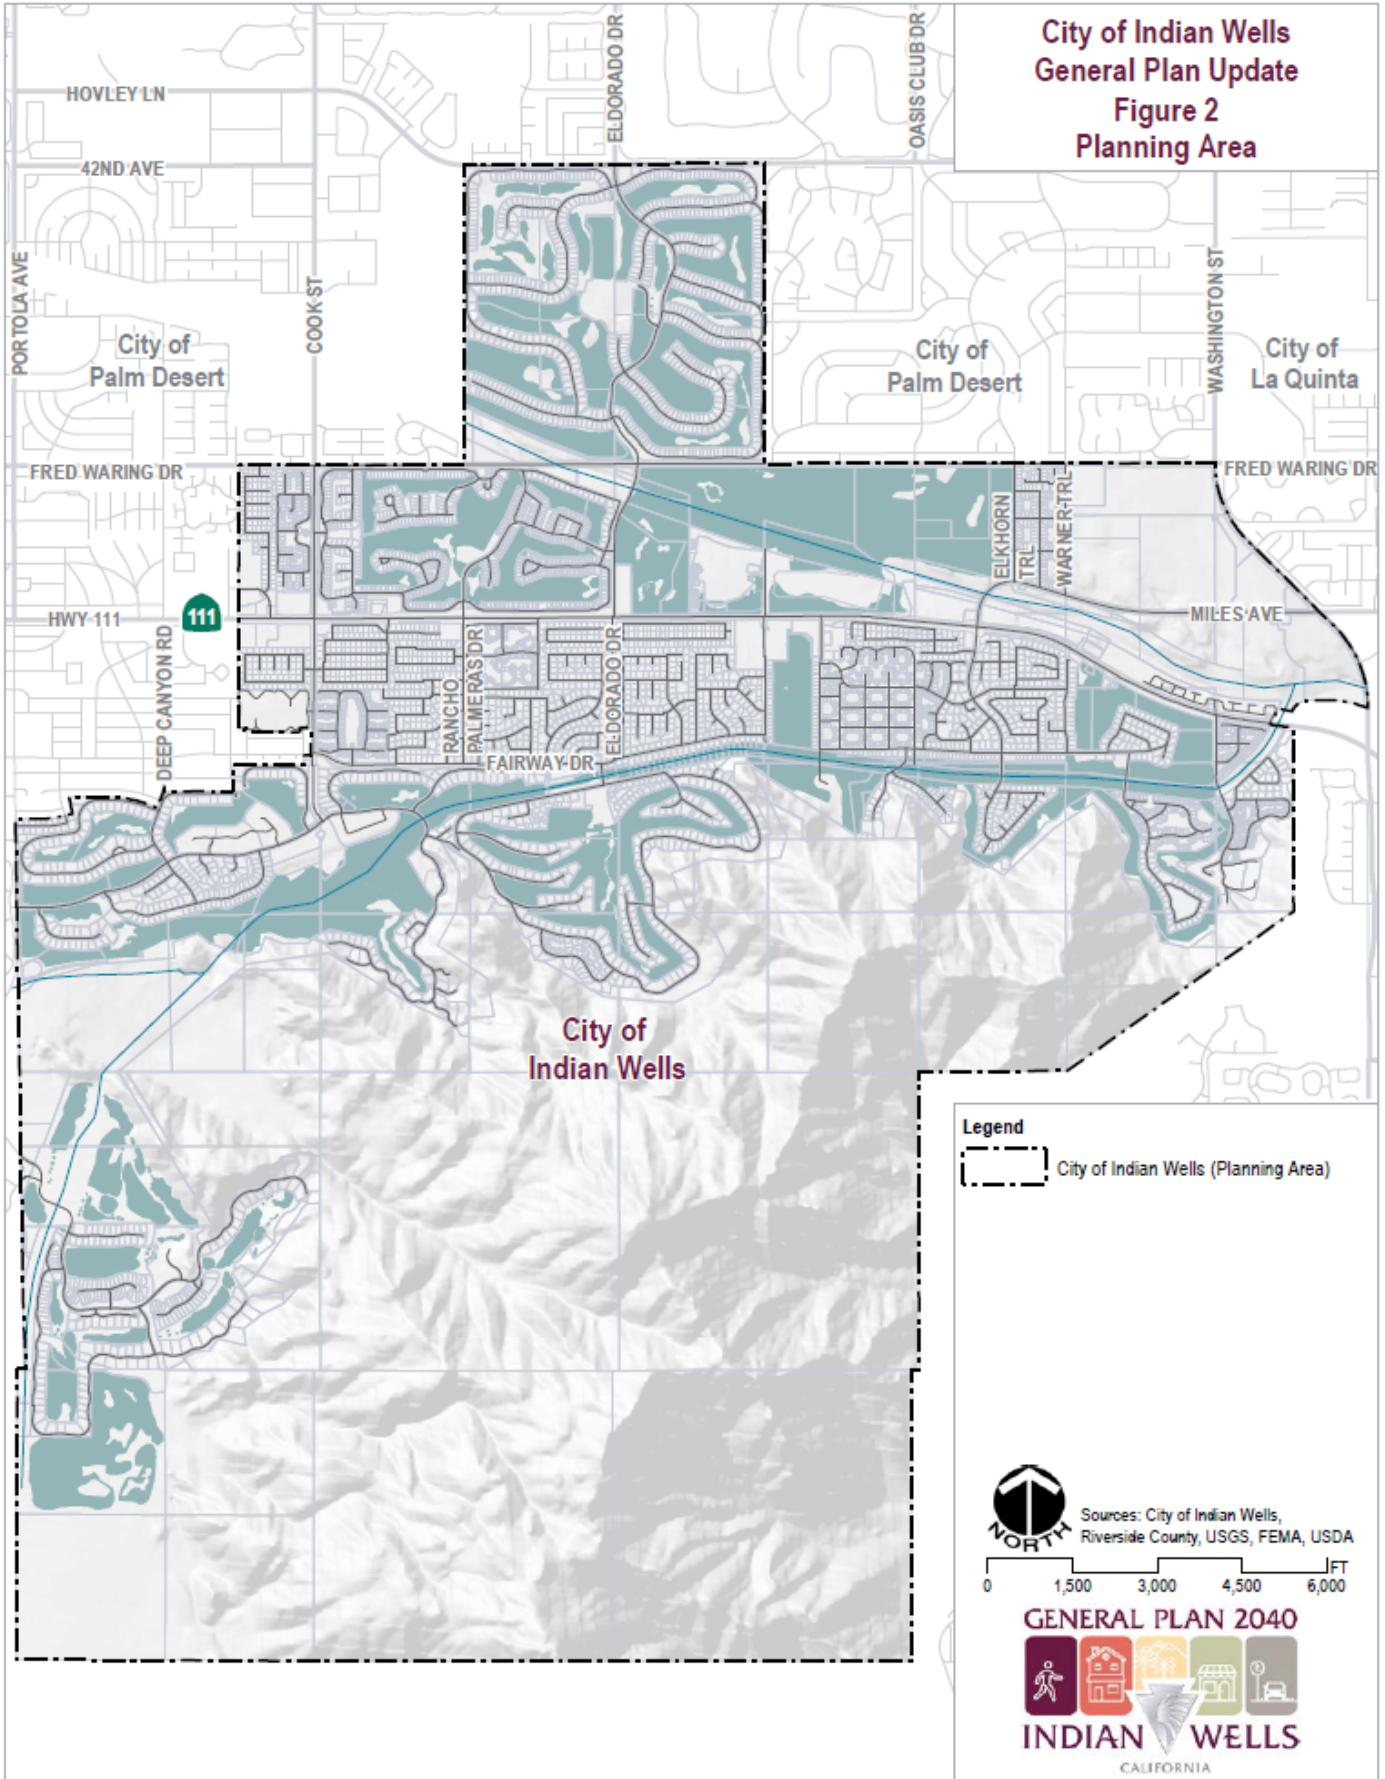 City of Indian Wells
General Plan Update
Figure 2
Planning Area
HOVLEY LN
42ND AVE
ELDORADO DR
OASIS CLUB DR
PORTOLA AVE
COOK ST
WASHINGTON ST
City of
Palm Desert
City of
Palm Desert
City of
La Quinta
FRED WARING DR
FRED WARING DR
ELKHORN
TRL
WARNER TRL
HWY 111
111
MILES AVE
DEEP CANYON RD
RANCHO
PALMERAS DR
ELDORADO DR
FAIRWAY DR
City of
Indian Wells
Legend
City of Indian Wells (Planning Area)
NORTH
Sources: City of Indian Wells,
Riverside County, USGS, FEMA, USDA
FT
0 1,500 3,000 4,500 6,000
GENERAL PLAN 2040
INDIAN WELLS
CALIFORNIA